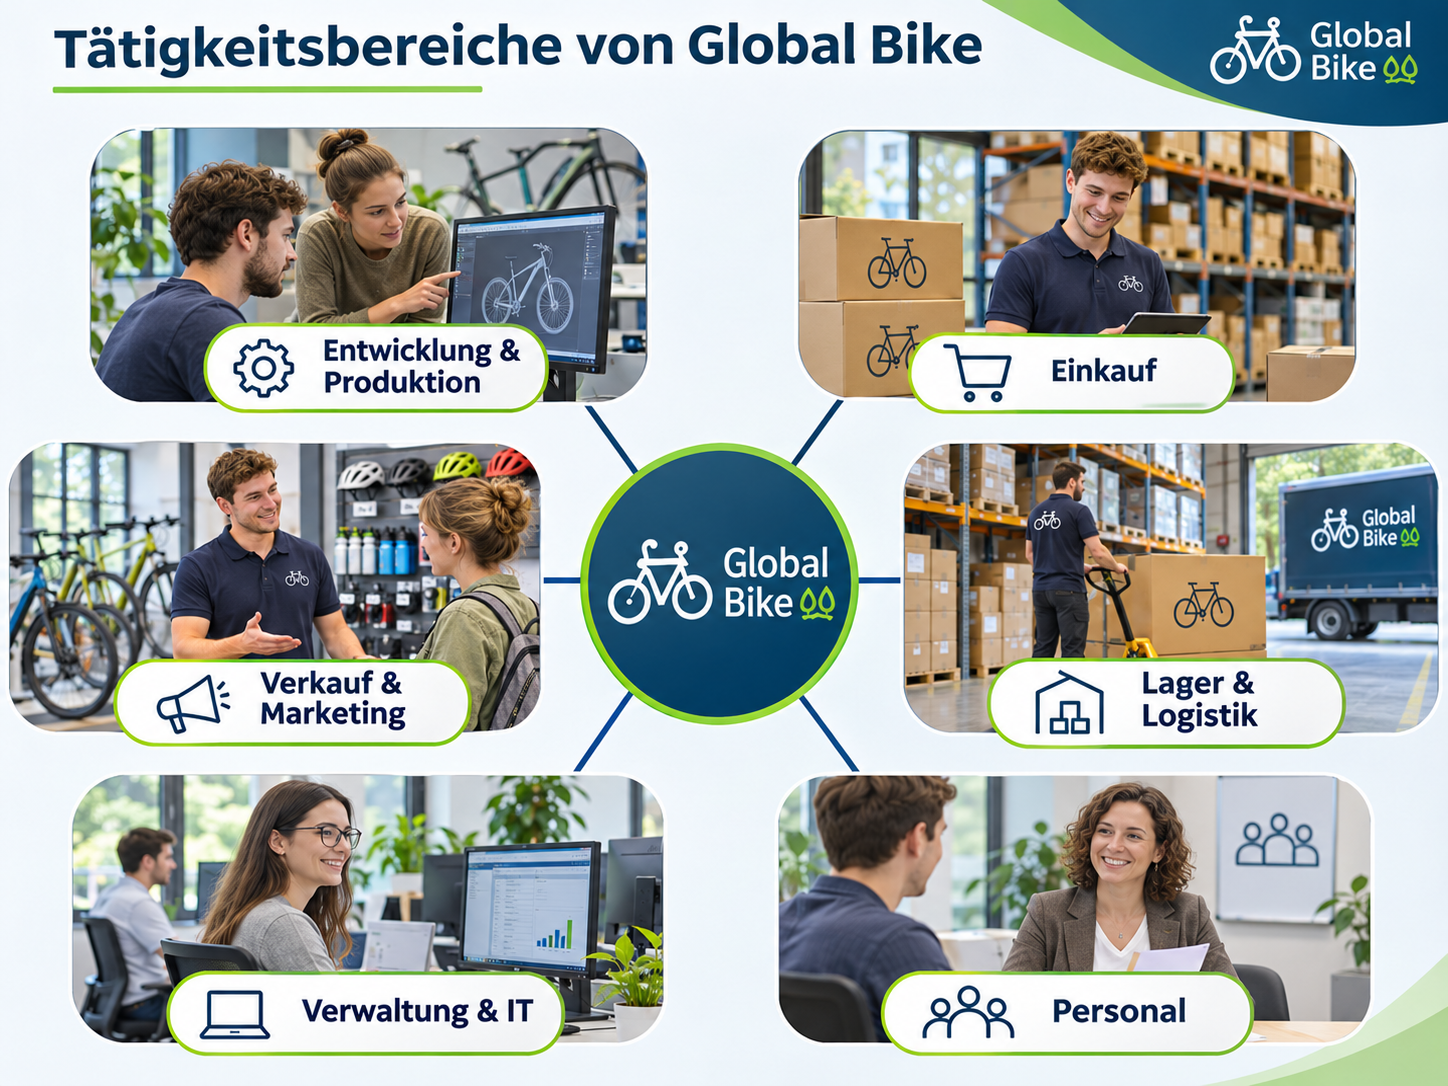 Tätigkeitsbereiche von Global Bike
Global
Bike
Entwicklung &
Produktion
Einkauf
Verkauf &
Marketing
Global
Bike
Global
Bike
Lager &
Logistik
Verwaltung & IT
Personal